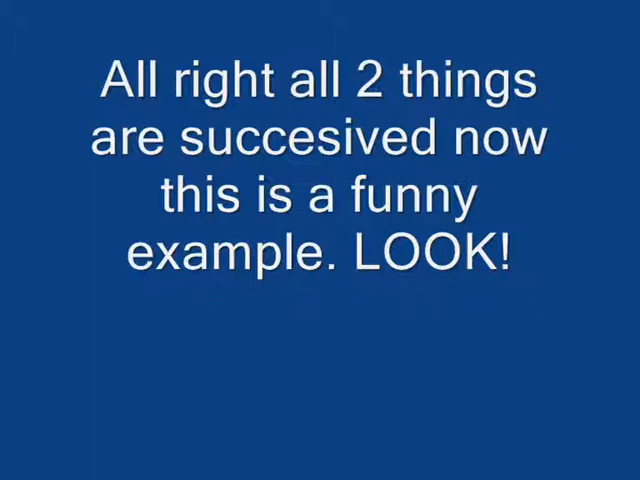 All right all 2 things
are succesived now
this is a funny
example. LOOK!